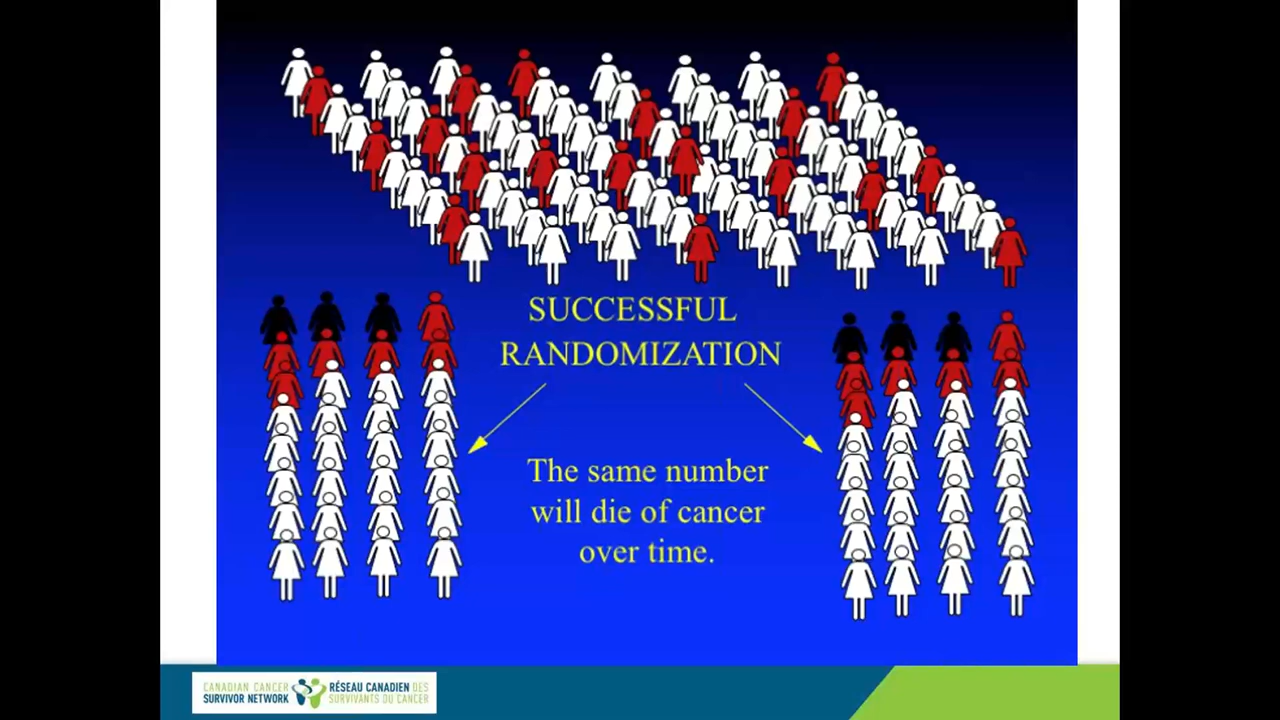 SUCCESSFUL
RANDOMIZATION
The same number
will die of cancer
over time.
CANADIAN CANCER
SURVIVOR NETWORK
RÉSEAU CANADIEN DES
SURVIVANTS DU CANCER